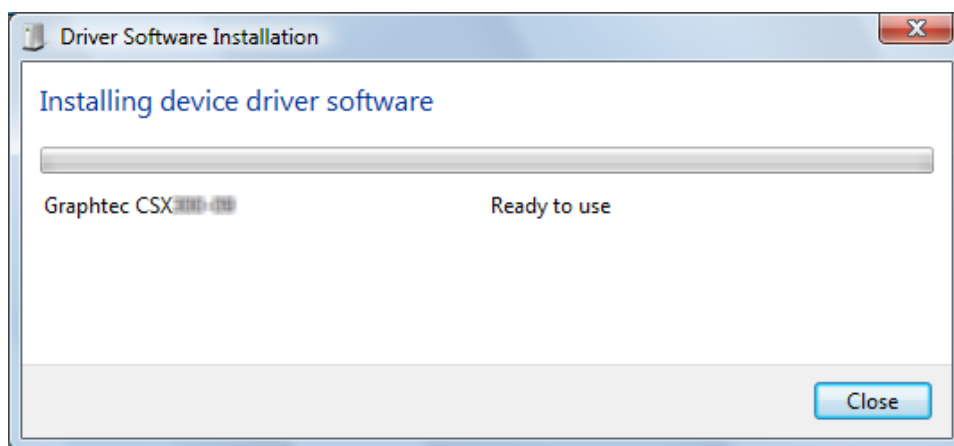 Driver Software Installation
Installing device driver software
Graphtec CSX Ready to use
Close